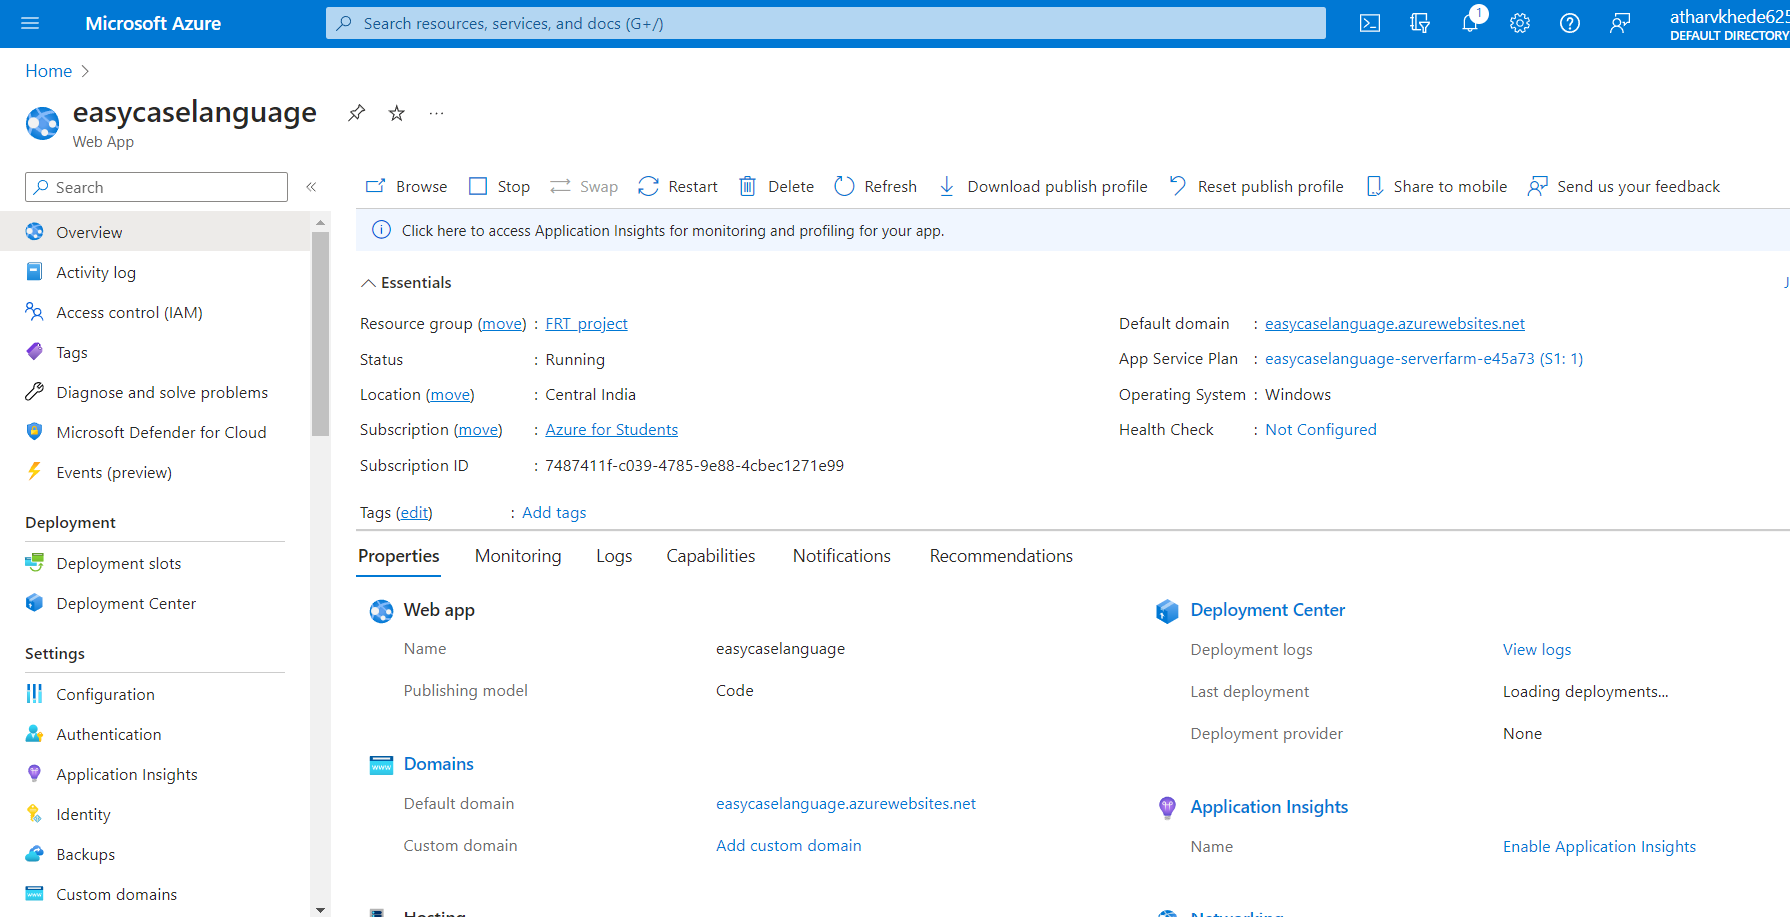 Microsoft Azure
Search resources, services, and docs (G+/)
1
atharvkhede625
DEFAULT DIRECTORY
Home
easycaselanguage
Web App
Search
Browse Stop Swap Restart Delete Refresh Download publish profile Reset publish profile Share to mobile Send us your feedback
Click here to access Application Insights for monitoring and profiling for your app.
Overview
Activity log
Access control (IAM)
Tags
Diagnose and solve problems
Microsoft Defender for Cloud
Events (preview)
Deployment
Deployment slots
Deployment Center
Settings
Configuration
Authentication
Application Insights
Identity
Backups
Custom domains
Essentials
J
Resource group (move) : FRT_project
Status : Running
Location (move) : Central India
Subscription (move) : Azure for Students
Subscription ID : 7487411f-c039-4785-9e88-4cbec1271e99
Tags (edit) : Add tags
Default domain : easycaselanguage.azurewebsites.net
App Service Plan : easycaselanguage-serverfarm-e45a73 (S1: 1)
Operating System : Windows
Health Check : Not Configured
Properties Monitoring Logs Capabilities Notifications Recommendations
Web app
Name easycaselanguage
Publishing model Code
Domains
www
Default domain easycaselanguage.azurewebsites.net
Custom domain Add custom domain
Hosting
Deployment Center
Deployment logs View logs
Last deployment Loading deployments...
Deployment provider None
Application Insights
Name Enable Application Insights
Networking